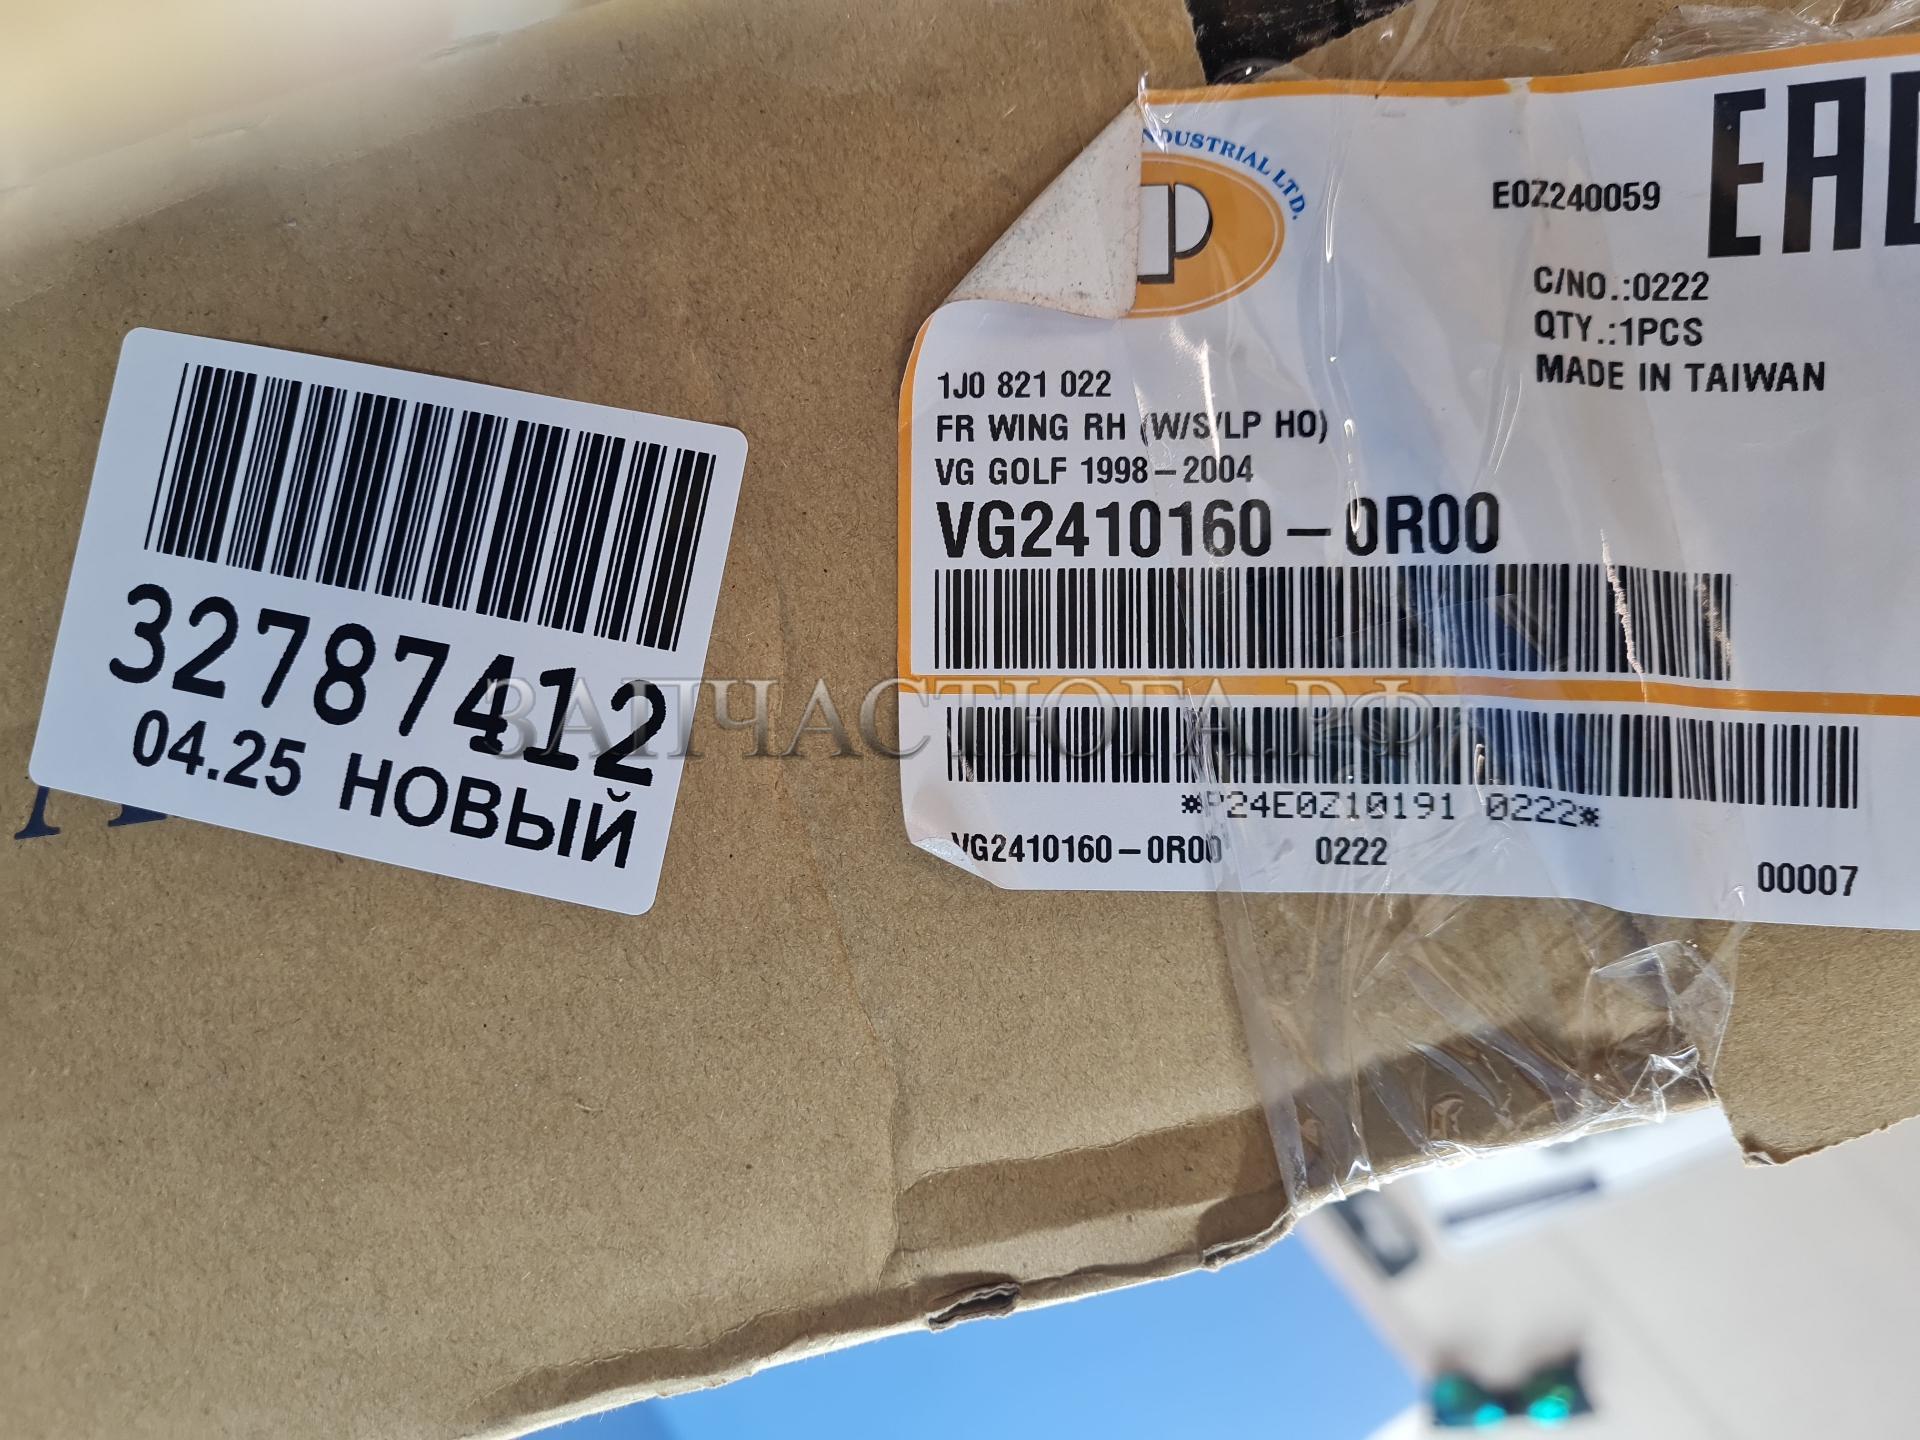 32787412
04.25 НОВЫЙ
NDUSTRIAL LTD.
P
E0Z240059
EAC
C/NO.:0222
QTY.:1PCS
MADE IN TAIWAN
1J0 821 022
FR WING RH (W/S/LP HO)
VG GOLF 1998-2004
VG2410160-0R00
*P24E0Z10191 0222*
VG2410160-0R00 0222
00007
ЗАПЧАСТЮГА.РФ